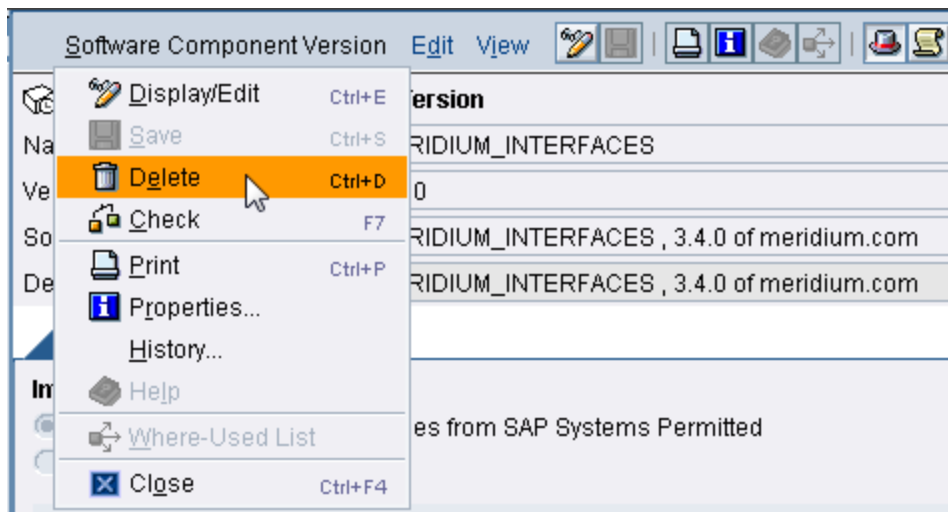 Software Component Version Edit View
Display/Edit Ctrl+E
ersion
Save Ctrl+S
Na
RIDIUM_INTERFACES
Delete Ctrl+D
Ve
0
Check F7
So
RIDIUM_INTERFACES , 3.4.0 of meridium.com
Print Ctrl+P
De
RIDIUM_INTERFACES , 3.4.0 of meridium.com
Properties...
History...
Im
Help
Where-Used List
es from SAP Systems Permitted
Close Ctrl+F4